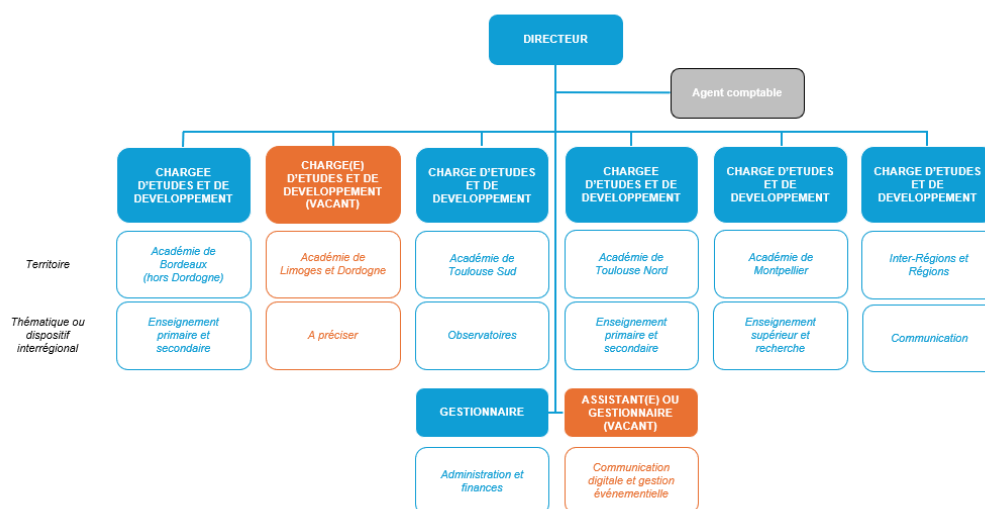 DIRECTEUR
Agent comptable
CHARGEE
D'ETUDES ET DE
DEVELOPPEMENT
CHARGE(E)
D'ETUDES ET DE
DEVELOPPEMENT
(VACANT)
CHARGE D'ETUDES
ET DE
DEVELOPPEMENT
CHARGEE
D'ETUDES ET DE
DEVELOPPEMENT
CHARGE D'ETUDES
ET DE
DEVELOPPEMENT
CHARGE D'ETUDES
ET DE
DEVELOPPEMENT
Territoire
Académie de
Bordeaux
(hors Dordogne)
Académie de
Limoges et Dordogne
Académie de
Toulouse Sud
Académie de
Toulouse Nord
Académie de
Montpellier
Inter-Régions et
Régions
Thématique ou
dispositif
interrégional
Enseignement
primaire et
secondaire
A préciser
Observatoires
Enseignement
primaire et
secondaire
Enseignement
supérieur et
recherche
Communication
GESTIONNAIRE
ASSISTANT(E) OU
GESTIONNAIRE
(VACANT)
Administration et
finances
Communication
digitale et gestion
événementielle